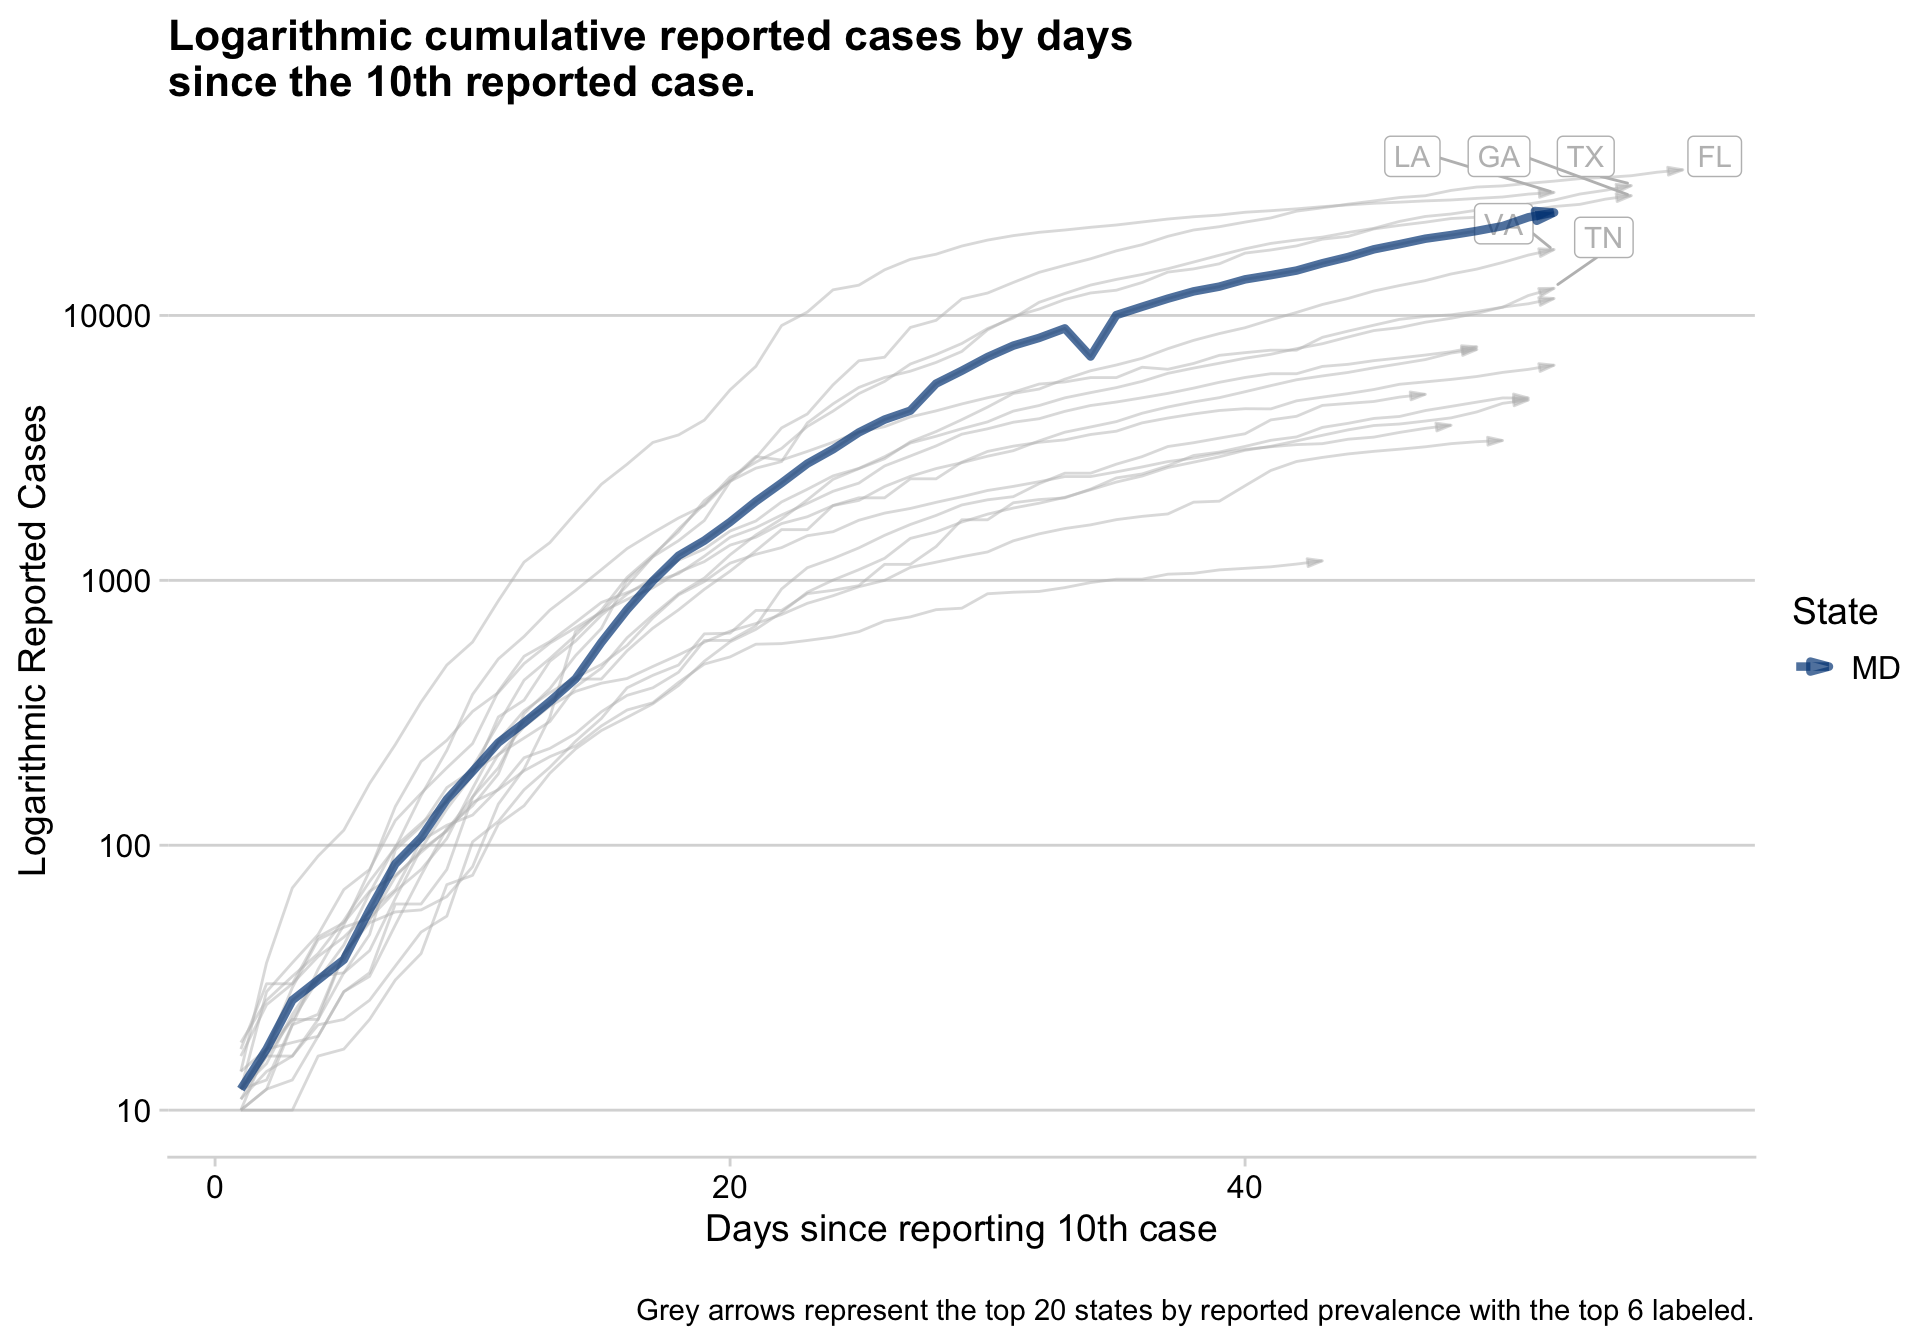 Logarithmic cumulative reported cases by days
since the 10th reported case.
LA
GA
TX
FL
VA
TN
10000
1000
100
10
Logarithmic Reported Cases
0
20
40
Days since reporting 10th case
State
MD
Grey arrows represent the top 20 states by reported prevalence with the top 6 labeled.